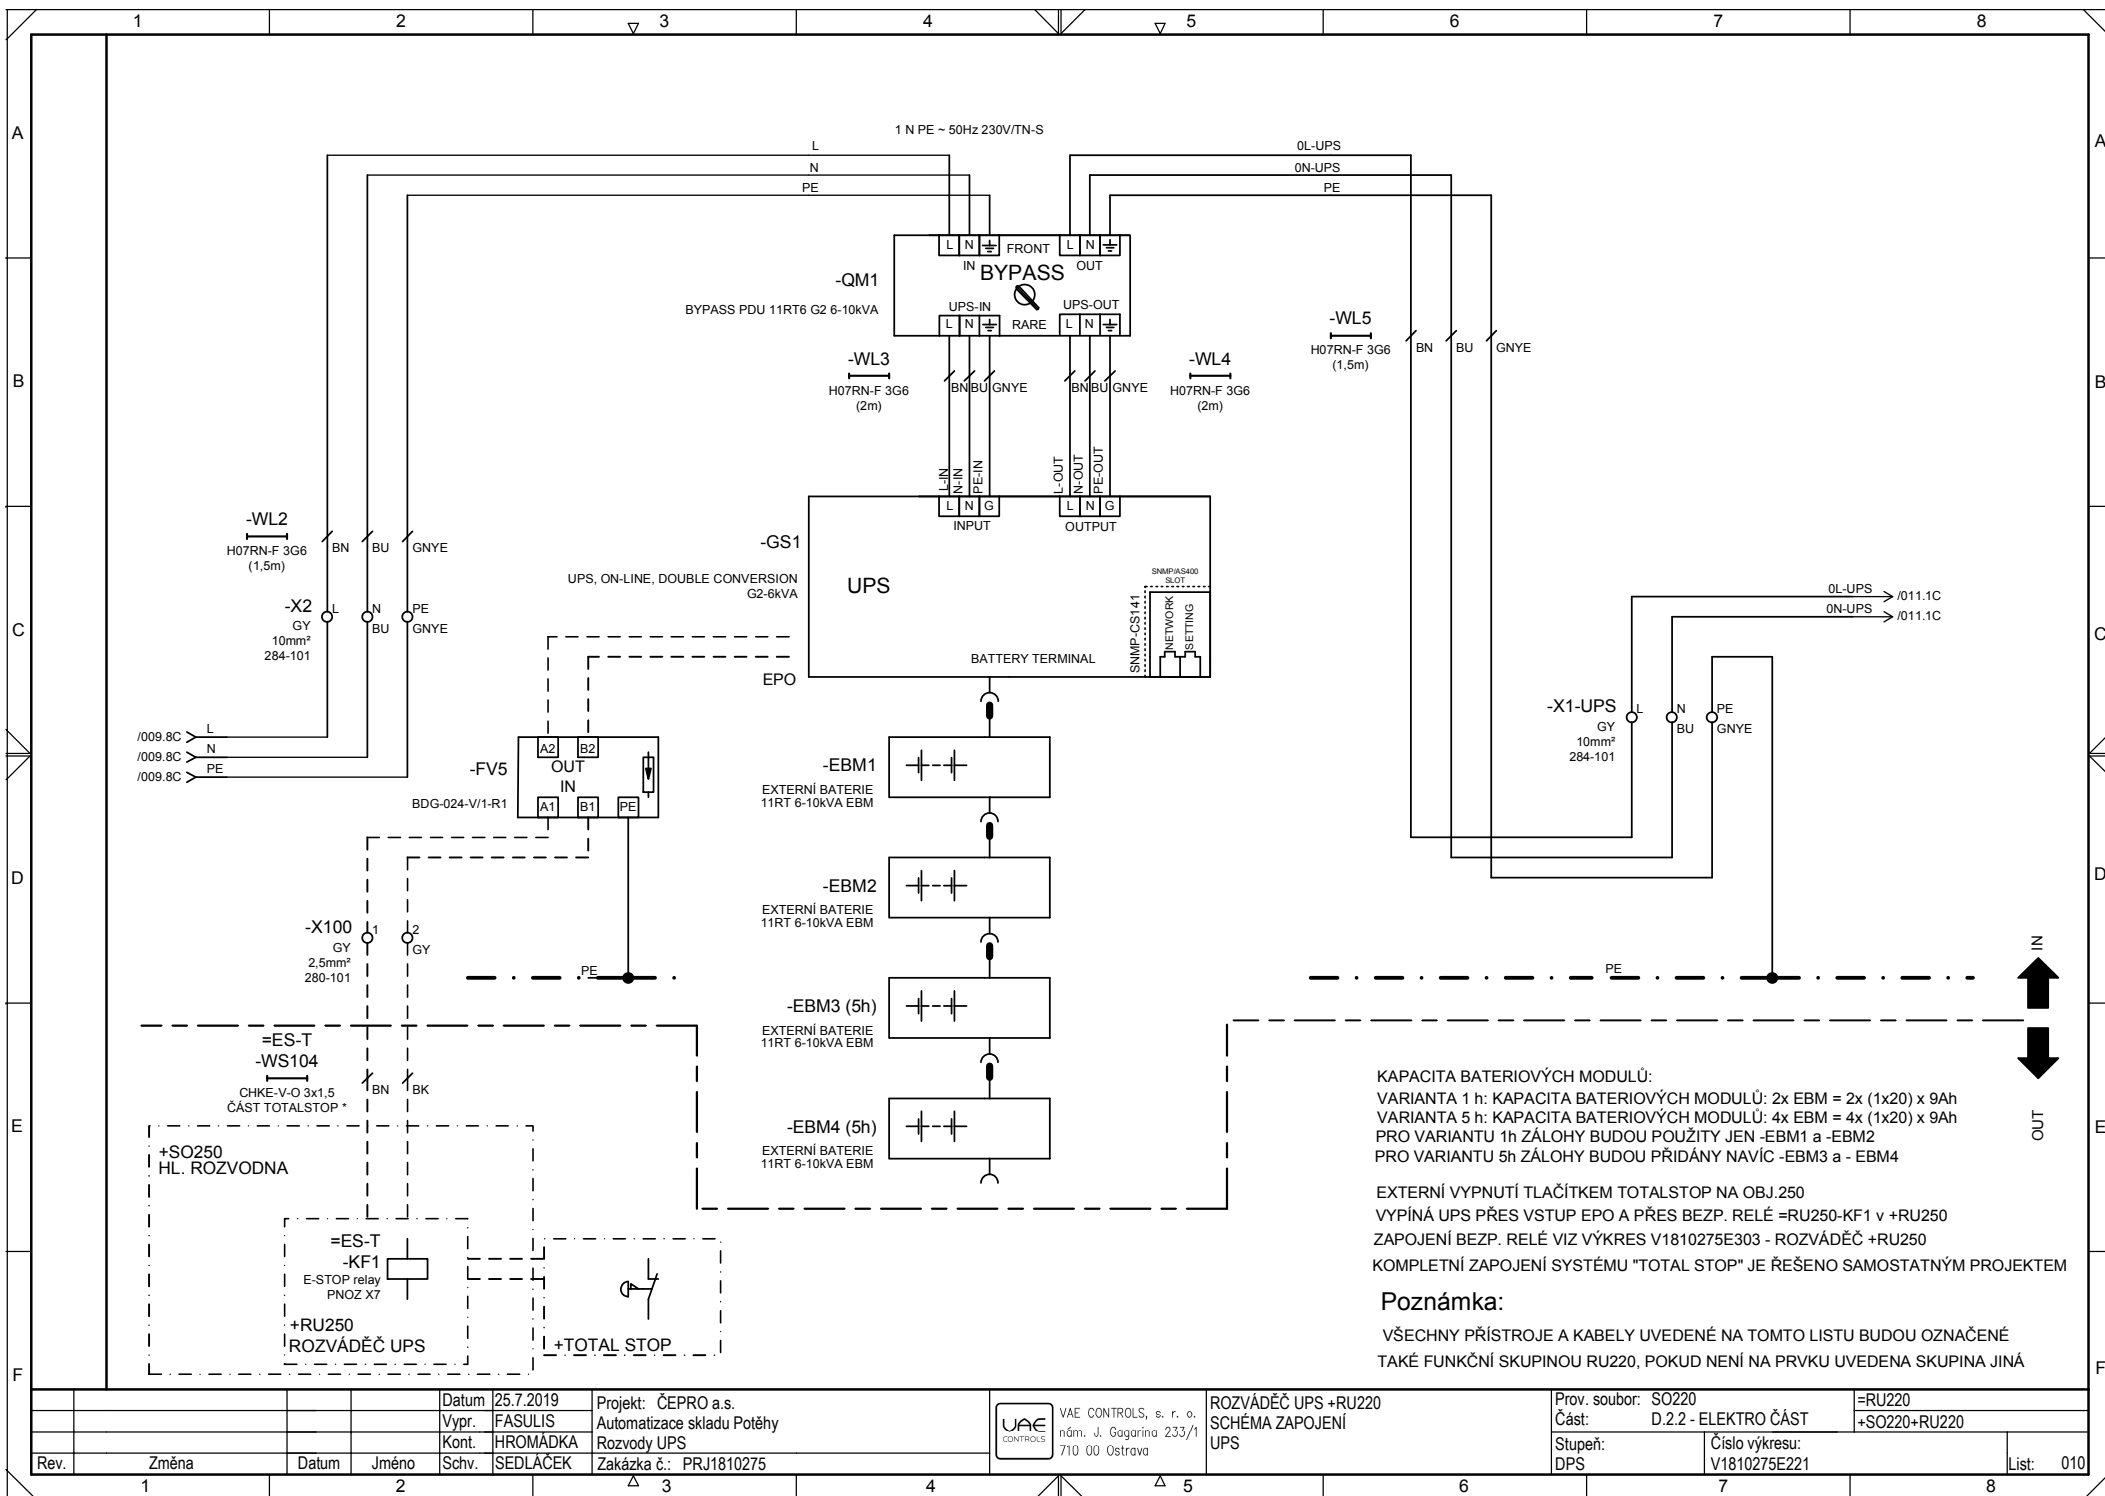 1 2 3 4 5 6 7 8
A A
B B
C C
D D
E E
F F
1 N PE ~ 50Hz 230V/TN-S
L
N
PE
0L-UPS
0N-UPS
PE
L N FRONT L N
IN BYPASS OUT
-QM1
BYPASS PDU 11RT6 G2 6-10kVA
UPS-IN UPS-OUT
L N RARE L N
-WL3
H07RN-F 3G6
(2m)
BN BU GNYE
BN BU GNYE
-WL4
H07RN-F 3G6
(2m)
-WL5
H07RN-F 3G6
(1,5m)
BN BU GNYE
L-IN
N-IN
PE-IN
L-OUT
N-OUT
PE-OUT
L N G
INPUT
L N G
OUTPUT
-GS1
UPS, ON-LINE, DOUBLE CONVERSION
G2-6kVA
UPS
SNMP/AS400
SLOT
SNMP-CS141
NETWORK
SETTING
BATTERY TERMINAL
EPO
-WL2
H07RN-F 3G6
(1,5m)
BN BU GNYE
-X2
GY
10mm²
284-101
L
N
BU
PE
GNYE
/009.8C L
/009.8C N
/009.8C PE
0L-UPS /011.1C
0N-UPS /011.1C
-X1-UPS
GY
10mm²
284-101
L
N
BU
PE
GNYE
-FV5
BDG-024-V/1-R1
A2 B2
OUT
IN
A1 B1 PE
-EBM1
EXTERNÍ BATERIE
11RT 6-10kVA EBM
-EBM2
EXTERNÍ BATERIE
11RT 6-10kVA EBM
-EBM3 (5h)
EXTERNÍ BATERIE
11RT 6-10kVA EBM
-EBM4 (5h)
EXTERNÍ BATERIE
11RT 6-10kVA EBM
-X100
GY
2,5mm²
280-101
1
2
GY
PE
PE
IN
OUT
=ES-T
-WS104
CHKE-V-O 3x1,5
ČÁST TOTALSTOP *
BN BK
+SO250
HL. ROZVODNA
=ES-T
-KF1
E-STOP relay
PNOZ X7
+RU250
ROZVÁDĚČ UPS
+TOTAL STOP
KAPACITA BATERIOVÝCH MODULŮ:
VARIANTA 1 h: KAPACITA BATERIOVÝCH MODULŮ: 2x EBM = 2x (1x20) x 9Ah
VARIANTA 5 h: KAPACITA BATERIOVÝCH MODULŮ: 4x EBM = 4x (1x20) x 9Ah
PRO VARIANTU 1h ZÁLOHY BUDOU POUŽITY JEN -EBM1 a -EBM2
PRO VARIANTU 5h ZÁLOHY BUDOU PŘIDÁNY NAVÍC -EBM3 a - EBM4
EXTERNÍ VYPNUTÍ TLAČÍTKEM TOTALSTOP NA OBJ.250
VYPÍNÁ UPS PŘES VSTUP EPO A PŘES BEZP. RELÉ =RU250-KF1 v +RU250
ZAPOJENÍ BEZP. RELÉ VIZ VÝKRES V1810275E303 - ROZVÁDĚČ +RU250
KOMPLETNÍ ZAPOJENÍ SYSTÉMU "TOTAL STOP" JE ŘEŠENO SAMOSTATNÝM PROJEKTEM
Poznámka:
VŠECHNY PŘÍSTROJE A KABELY UVEDENÉ NA TOMTO LISTU BUDOU OZNAČENÉ
TAKÉ FUNKČNÍ SKUPINOU RU220, POKUD NENÍ NA PRVKU UVEDENA SKUPINA JINÁ
Rev. Změna Datum Jméno
Datum 25.7.2019
Vypr. FASULIS
Kont. HROMÁDKA
Schv. SEDLÁČEK
Projekt: ČEPRO a.s.
Automatizace skladu Potěhy
Rozvody UPS
Zakázka č.: PRJ1810275
VAE
CONTROLS
VAE CONTROLS, s. r. o.
nám. J. Gagarina 233/1
710 00 Ostrava
ROZVÁDĚČ UPS +RU220
SCHÉMA ZAPOJENÍ
UPS
Prov. soubor: SO220
Část: D.2.2 - ELEKTRO ČÁST
Stupeň:
DPS
=RU220
+SO220+RU220
Číslo výkresu:
V1810275E221
List: 010
1 2 3 4 5 6 7 8